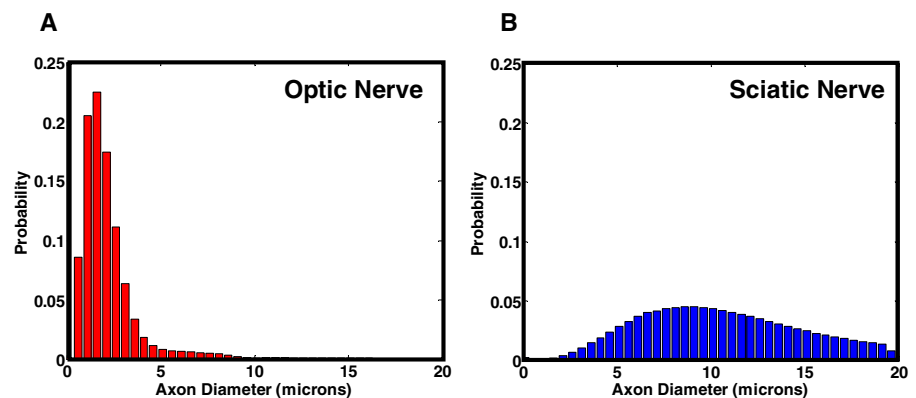 A
Optic Nerve
0.25
0.2
0.15
0.1
0.05
0
Probability
0 5 10 15 20
Axon Diameter (microns)
B
Sciatic Nerve
0.25
0.2
0.15
0.1
0.05
0
Probability
0 5 10 15 20
Axon Diameter (microns)